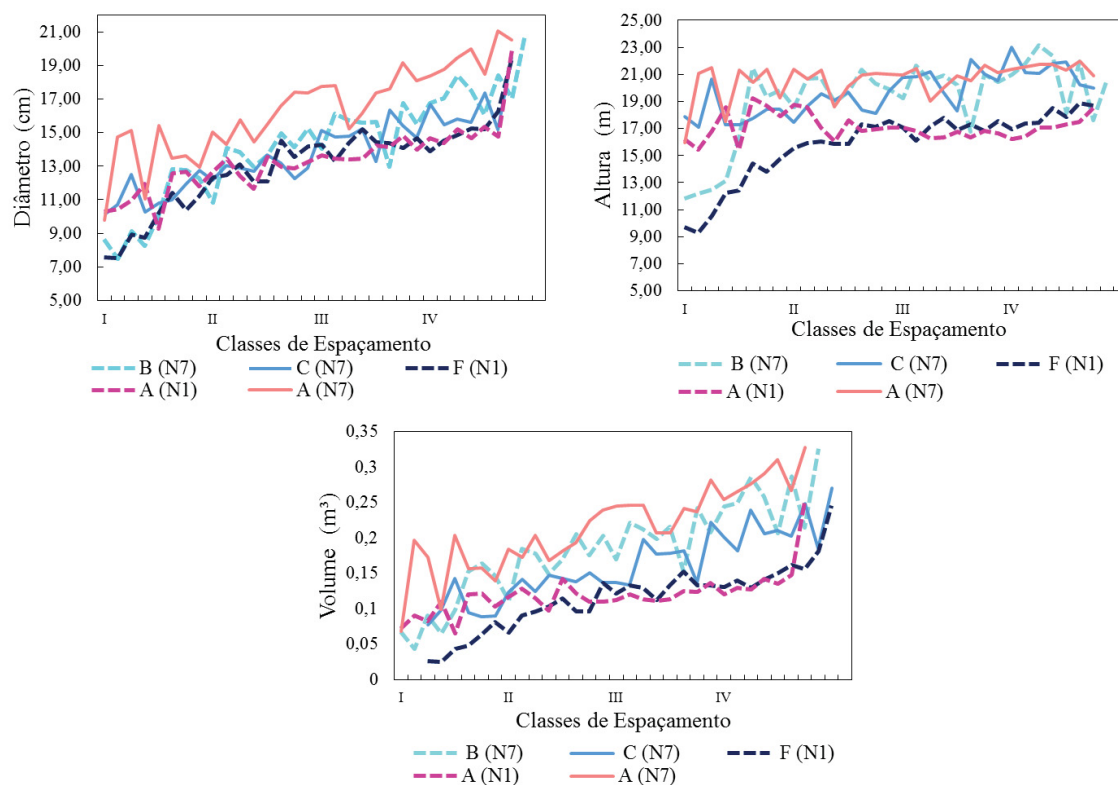 Diâmetro (cm)
21,00
19,00
17,00
15,00
13,00
11,00
9,00
7,00
5,00
I II III IV
Classes de Espaçamento
B (N7) C (N7) F (N1)
A (N1) A (N7)
Altura (m)
25,00
23,00
21,00
19,00
17,00
15,00
13,00
11,00
9,00
7,00
5,00
I II III IV
Classes de Espaçamento
B (N7) C (N7) F (N1)
A (N1) A (N7)
Volume (m³)
0,35
0,3
0,25
0,2
0,15
0,1
0,05
0
I II III IV
Classes de Espaçamento
B (N7) C (N7) F (N1)
A (N1) A (N7)